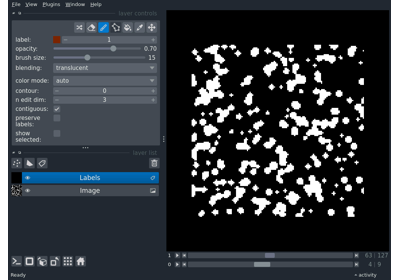 File View Plugins Window Help
layer controls
label: 1
opacity: 0.70
brush size: 15
blending: translucent
color mode: auto
contour: 0
n edit dim: 3
contiguous:
preserve
labels:
show
selected:
layer list
Labels
Image
1 63 127
0 4 9
Ready
activity